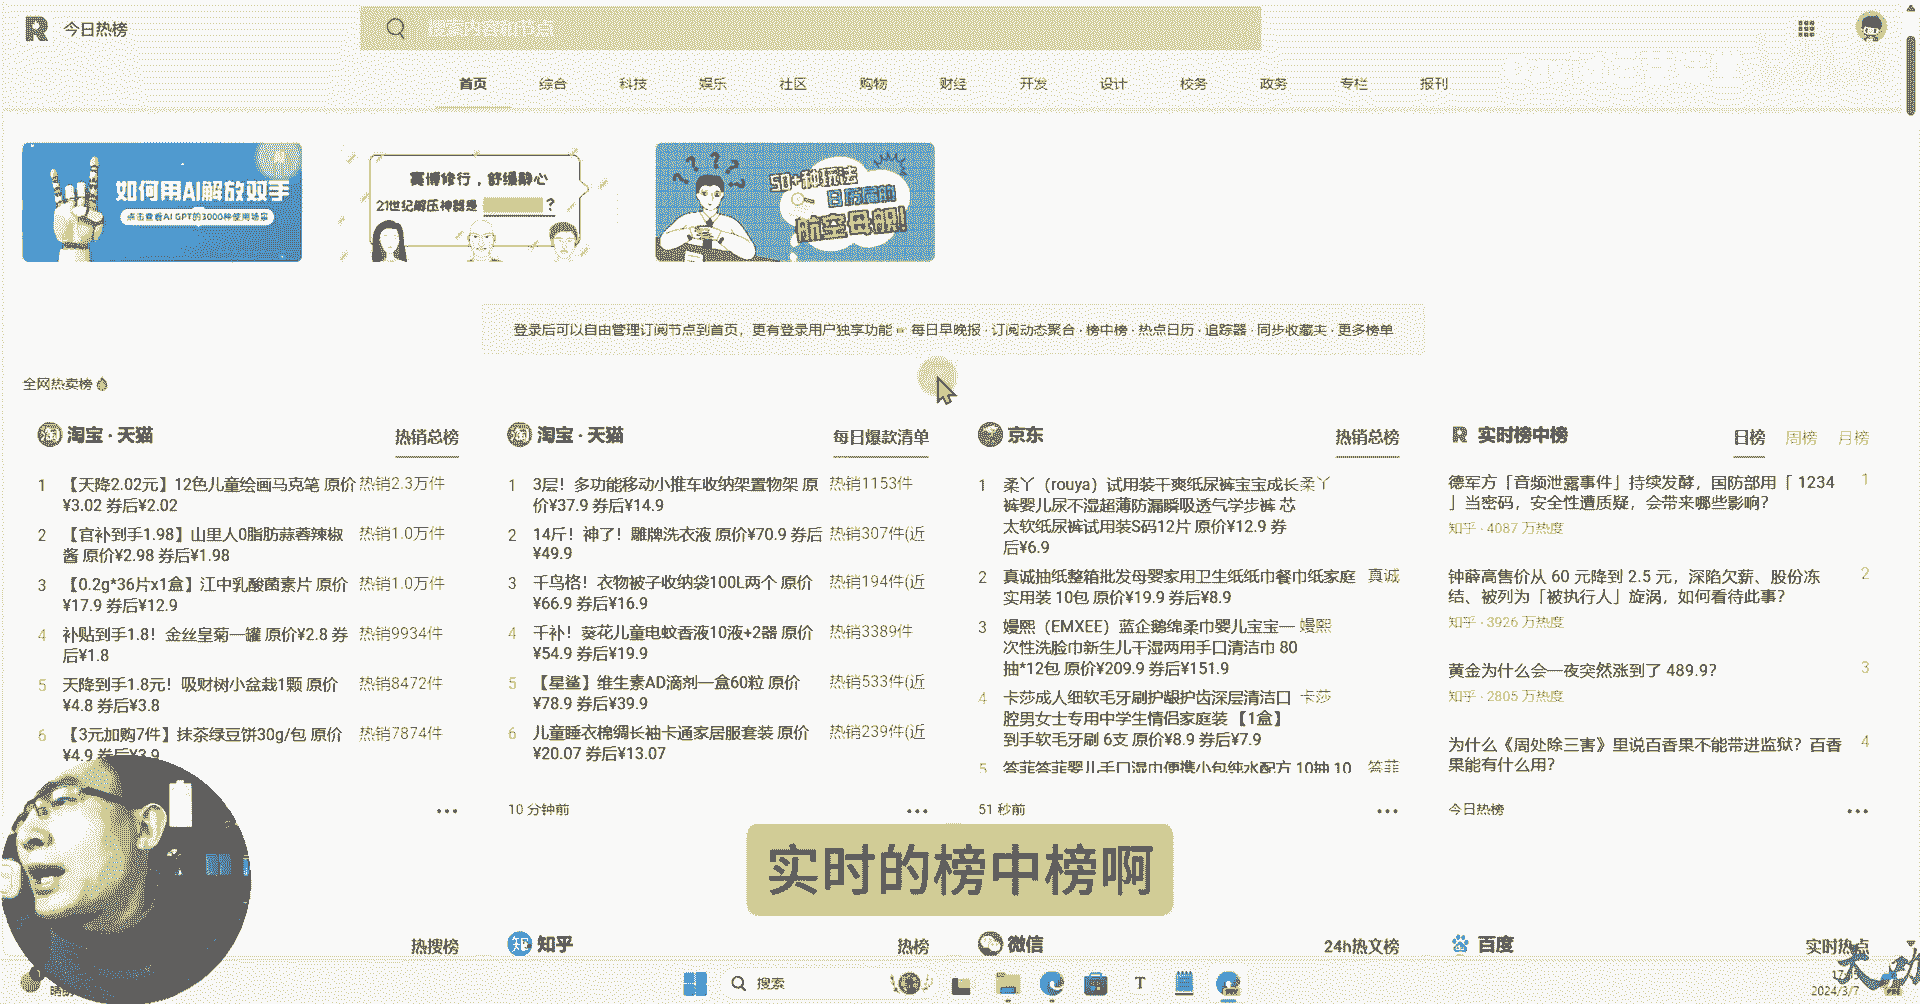 今日热榜
搜索内容和节点
首页 综合 科技 娱乐 社区 购物 财经 开发 设计 校务 政务 专栏 报刊
如何用AI解放双手
点击查看AI GPT的3000种使用场景
赛博修行，舒缓静心
21世纪解压神器是 ？
50+种玩法
已防腐的
航空母舰！
登录后可以自由管理订阅节点到首页，更有登录用户独享功能 每日早晚报 · 订阅动态聚合 · 榜中榜 · 热点日历 · 追踪器 · 同步收藏夹 · 更多榜单
全网热卖榜
淘宝 · 天猫 热销总榜
1 【天降2.02元】12色儿童绘画马克笔 原价 热销2.3万件
¥3.02 券后¥2.02
2 【官补到手1.98】山里人0脂肪蒜蓉辣椒 热销1.0万件
酱 原价¥2.98 券后¥1.98
3 【0.2g*36片x1盒】江中乳酸菌素片 原价 热销1.0万件
¥17.9 券后¥12.9
4 补贴到手1.8！金丝皇菊一罐 原价¥2.8 券 热销9934件
后¥1.8
5 天降到手1.8元！吸财树小盆栽1颗 原价 热销8472件
¥4.8 券后¥3.8
6 【3元加购7件】抹茶绿豆饼30g/包 原价 热销7874件
¥4.9 券后¥3.9
淘宝 · 天猫 每日爆款清单
1 3层！多功能移动小推车收纳架置物架 原 热销1153件
价¥37.9 券后¥14.9
2 14斤！神了！雕牌洗衣液 原价¥70.9 券后 热销307件(近
¥49.9
3 千鸟格！衣物被子收纳袋100L两个 原价 热销194件(近
¥66.9 券后¥16.9
4 千补！葵花儿童电蚊香液10液+2器 原价 热销3389件
¥54.9 券后¥19.9
5 【星鲨】维生素AD滴剂一盒60粒 原价 热销533件(近
¥78.9 券后¥39.9
6 儿童睡衣棉绸长袖卡通家居服套装 原价 热销239件(近
¥20.07 券后¥13.07
10 分钟前
京东 热销总榜
1 柔丫（rouya）试用装干爽纸尿裤宝宝成长 柔丫
裤婴儿尿不湿超薄防漏瞬吸透气学步裤 芯
太软纸尿裤试用装S码12片 原价¥12.9 券
后¥6.9
2 真诚抽纸整箱批发母婴家用卫生纸纸巾餐巾纸家庭 真诚
实用装 10包 原价¥19.9 券后¥8.9
3 嫚熙（EMXEE）蓝企鹅绵柔巾婴儿宝宝一 嫚熙
次性洗脸巾新生儿干湿两用手口清洁巾 80
抽*12包 原价¥209.9 券后¥151.9
4 卡莎成人细软毛牙刷护龈护齿深层清洁口 卡莎
腔男女士专用中学生情侣家庭装 【1盒】
到手软毛牙刷 6支 原价¥8.9 券后¥7.9
5 答菲答菲婴儿手口湿巾便携小包纯水配方 10抽 10 答菲
51 秒前
实时榜中榜 日榜 周榜 月榜
德军方「音频泄露事件」持续发酵，国防部用「 1234 1
」当密码，安全性遭质疑，会带来哪些影响？
知乎 · 4087 万热度
钟薛高售价从 60 元降到 2.5 元，深陷欠薪、股份冻 2
结、被列为「被执行人」旋涡，如何看待此事？
知乎 · 3926 万热度
黄金为什么会一夜突然涨到了 489.9？ 3
知乎 · 2805 万热度
为什么《周处除三害》里说百香果不能带进监狱？百香 4
果能有什么用？
今日热榜
实时的榜中榜啊
热搜榜
知乎 热榜
微信 24h热文榜
百度 实时热点
搜索
2024/3/7